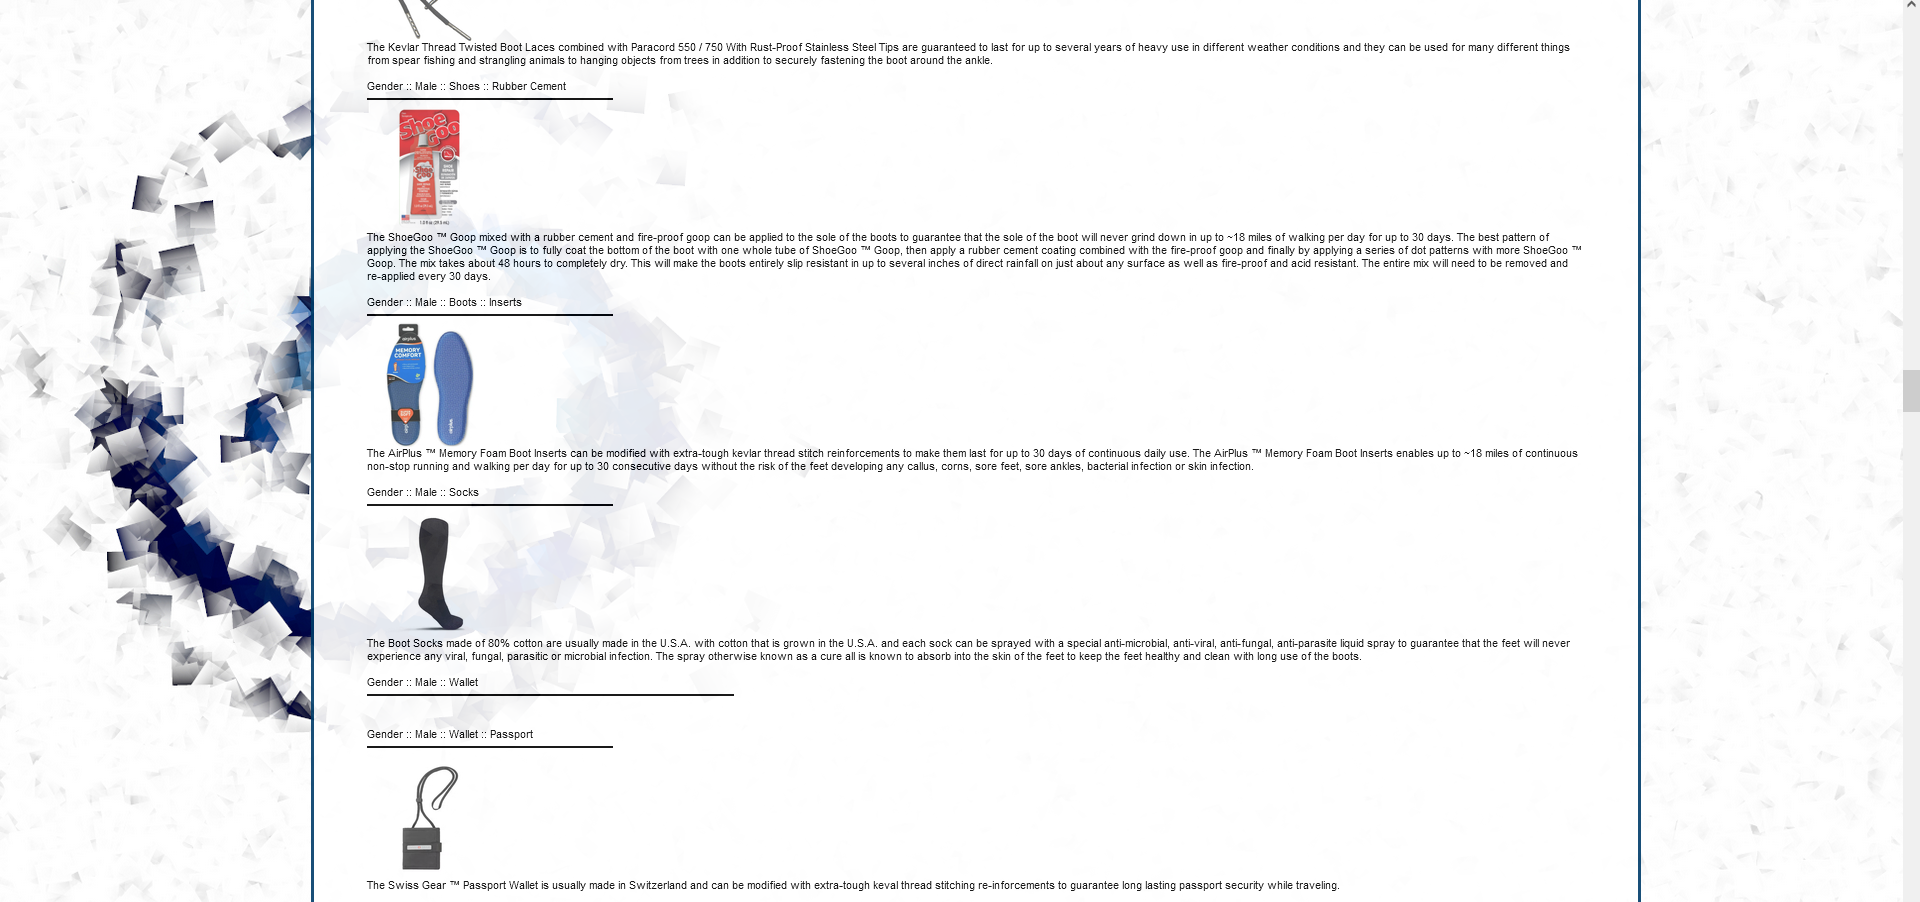 The Kevlar Thread Twisted Boot Laces combined with Paracord 550 / 750 With Rust-Proof Stainless Steel Tips are guaranteed to last for up to several years of heavy use in different weather conditions and they can be used for many different things
from spear fishing and strangling animals to hanging objects from trees in addition to securely fastening the boot around the ankle.
Gender :: Male :: Shoes :: Rubber Cement
Shoe
Goo
The ShoeGoo ™ Goop mixed with a rubber cement and fire-proof goop can be applied to the sole of the boots to guarantee that the sole of the boot will never grind down in up to ~18 miles of walking per day for up to 30 days. The best pattern of
applying the ShoeGoo ™ Goop is to fully coat the bottom of the boot with one whole tube of ShoeGoo ™ Goop, then apply a rubber cement coating combined with the fire-proof goop and finally by applying a series of dot patterns with more ShoeGoo ™
Goop. The mix takes about 48 hours to completely dry. This will make the boots entirely slip resistant in up to several inches of direct rainfall on just about any surface as well as fire-proof and acid resistant. The entire mix will need to be removed and
re-applied every 30 days.
Gender :: Male :: Boots :: Inserts
airplus
MEMORY
COMFORT
The AirPlus ™ Memory Foam Boot Inserts can be modified with extra-tough kevlar thread stitch reinforcements to make them last for up to 30 days of continuous daily use. The AirPlus ™ Memory Foam Boot Inserts enables up to ~18 miles of continuous
non-stop running and walking per day for up to 30 consecutive days without the risk of the feet developing any callus, corns, sore feet, sore ankles, bacterial infection or skin infection.
Gender :: Male :: Socks
The Boot Socks made of 80% cotton are usually made in the U.S.A. with cotton that is grown in the U.S.A. and each sock can be sprayed with a special anti-microbial, anti-viral, anti-fungal, anti-parasite liquid spray to guarantee that the feet will never
experience any viral, fungal, parasitic or microbial infection. The spray otherwise known as a cure all is known to absorb into the skin of the feet to keep the feet healthy and clean with long use of the boots.
Gender :: Male :: Wallet
Gender :: Male :: Wallet :: Passport
The Swiss Gear ™ Passport Wallet is usually made in Switzerland and can be modified with extra-tough keval thread stitching re-inforcements to guarantee long lasting passport security while traveling.